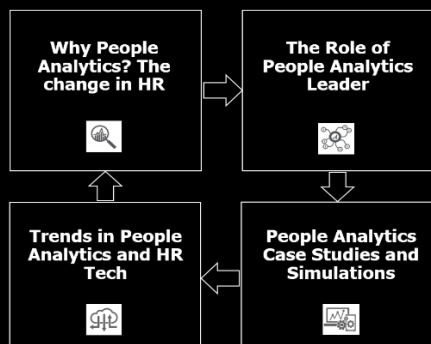 Why People
Analytics? The
change in HR
The Role of
People Analytics
Leader
Trends in People
Analytics and HR
Tech
People Analytics
Case Studies and
Simulations